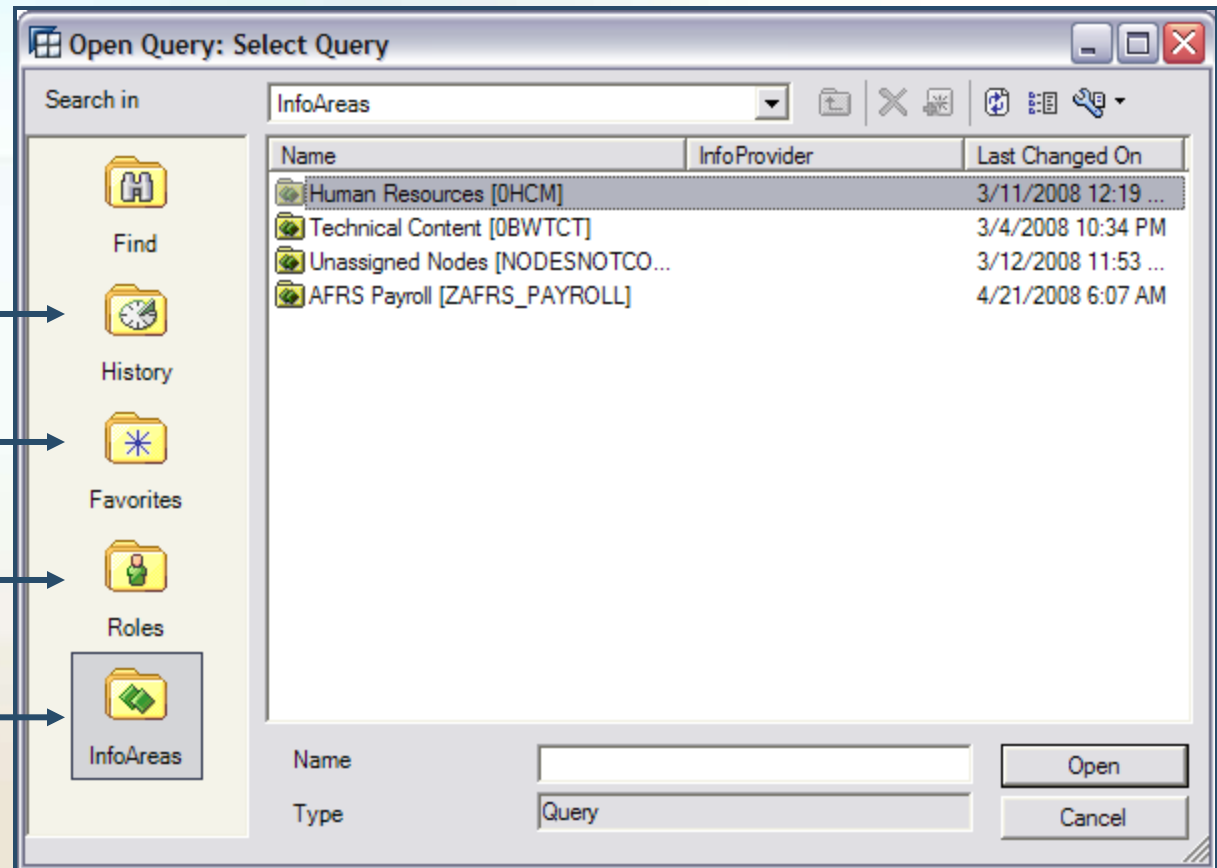 Open Query: Select Query
Search in
InfoAreas
Find
History
Favorites
Roles
InfoAreas
Name InfoProvider Last Changed On
Human Resources [0HCM] 3/11/2008 12:19 ...
Technical Content [0BWTCT] 3/4/2008 10:34 PM
Unassigned Nodes [NODESNOTCO... 3/12/2008 11:53 ...
AFRS Payroll [ZAFRS_PAYROLL] 4/21/2008 6:07 AM
Name
Open
Type Query
Cancel